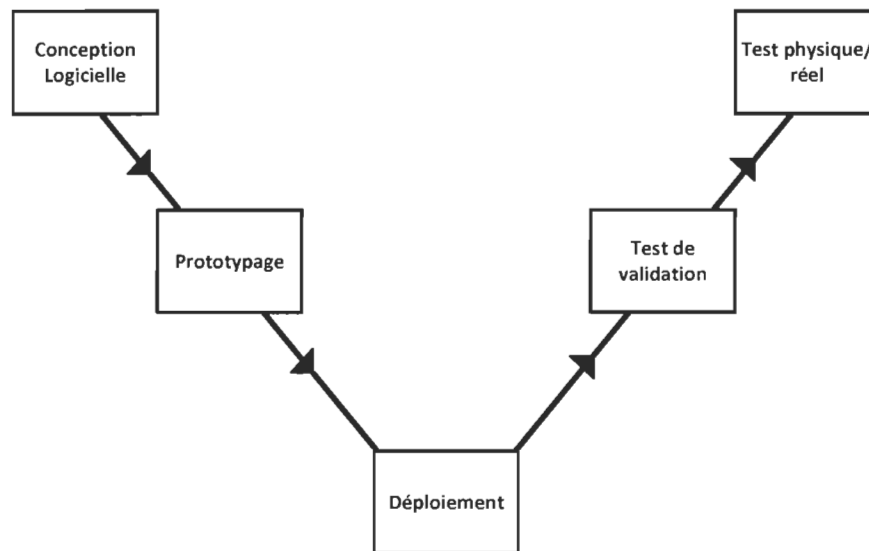 Conception
Logicielle
Test physique/
réel
Prototypage
Test de
validation
Déploiement